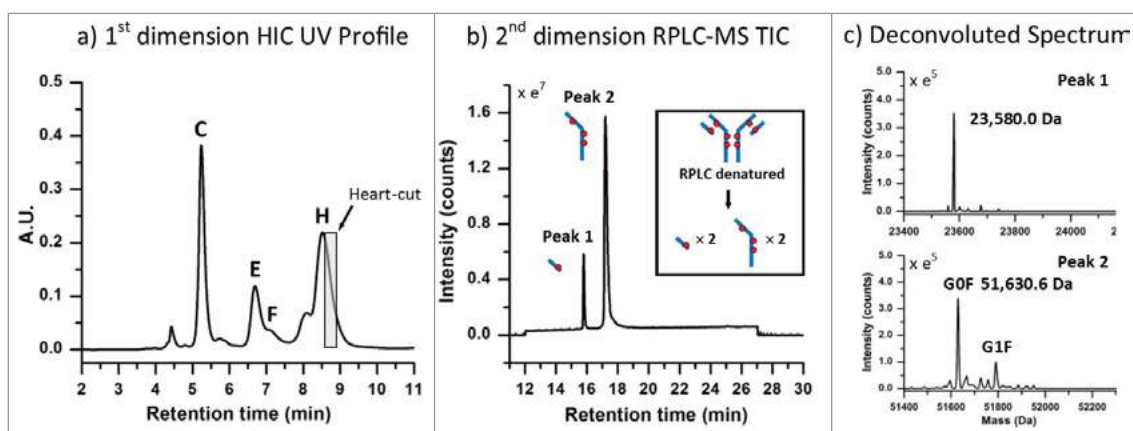 a) 1st dimension HIC UV Profile
0.5
0.4
0.3
0.2
0.1
0.0
A.U.
C
E
F
H
Heart-cut
2 3 4 5 6 7 8 9 10 11
Retention time (min)
b) 2nd dimension RPLC-MS TIC
x e7
1.6
1.2
0.8
0.4
0.0
Intensity (counts)
Peak 2
Peak 1
RPLC denatured
× 2
× 2
10 12 14 16 18 20 22 24 26 28 30
Retention time (min)
c) Deconvoluted Spectrum
x e5
Peak 1
5.0
4.0
3.0
2.0
1.0
0.0
Intensity (counts)
23,580.0 Da
23400 23600 23800 24000
x e5
Peak 2
5.0
4.0
3.0
2.0
1.0
0.0
Intensity (counts)
G0F 51,630.6 Da
G1F
51400 51600 51800 52000 52200
Mass (Da)